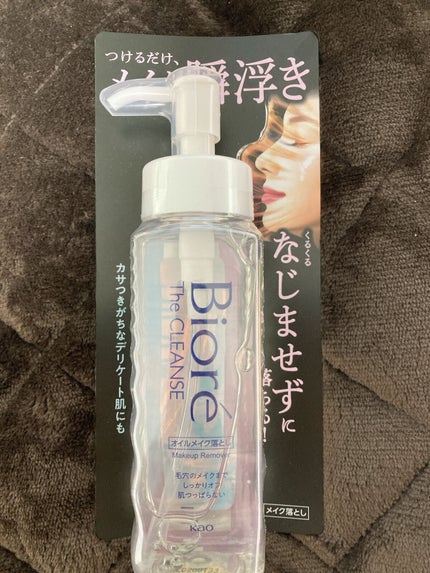 つけるだけ、
瞬浮き
くるくる
なじませずに
落ちる!
カサつきがちなデリケート肌にも
Bioré
The CLEANSE
オイルメイク落とし
Makeup Remover
毛穴のメイクまで
しっかりオフ
肌つっぱらない
Kao
メイク落とし